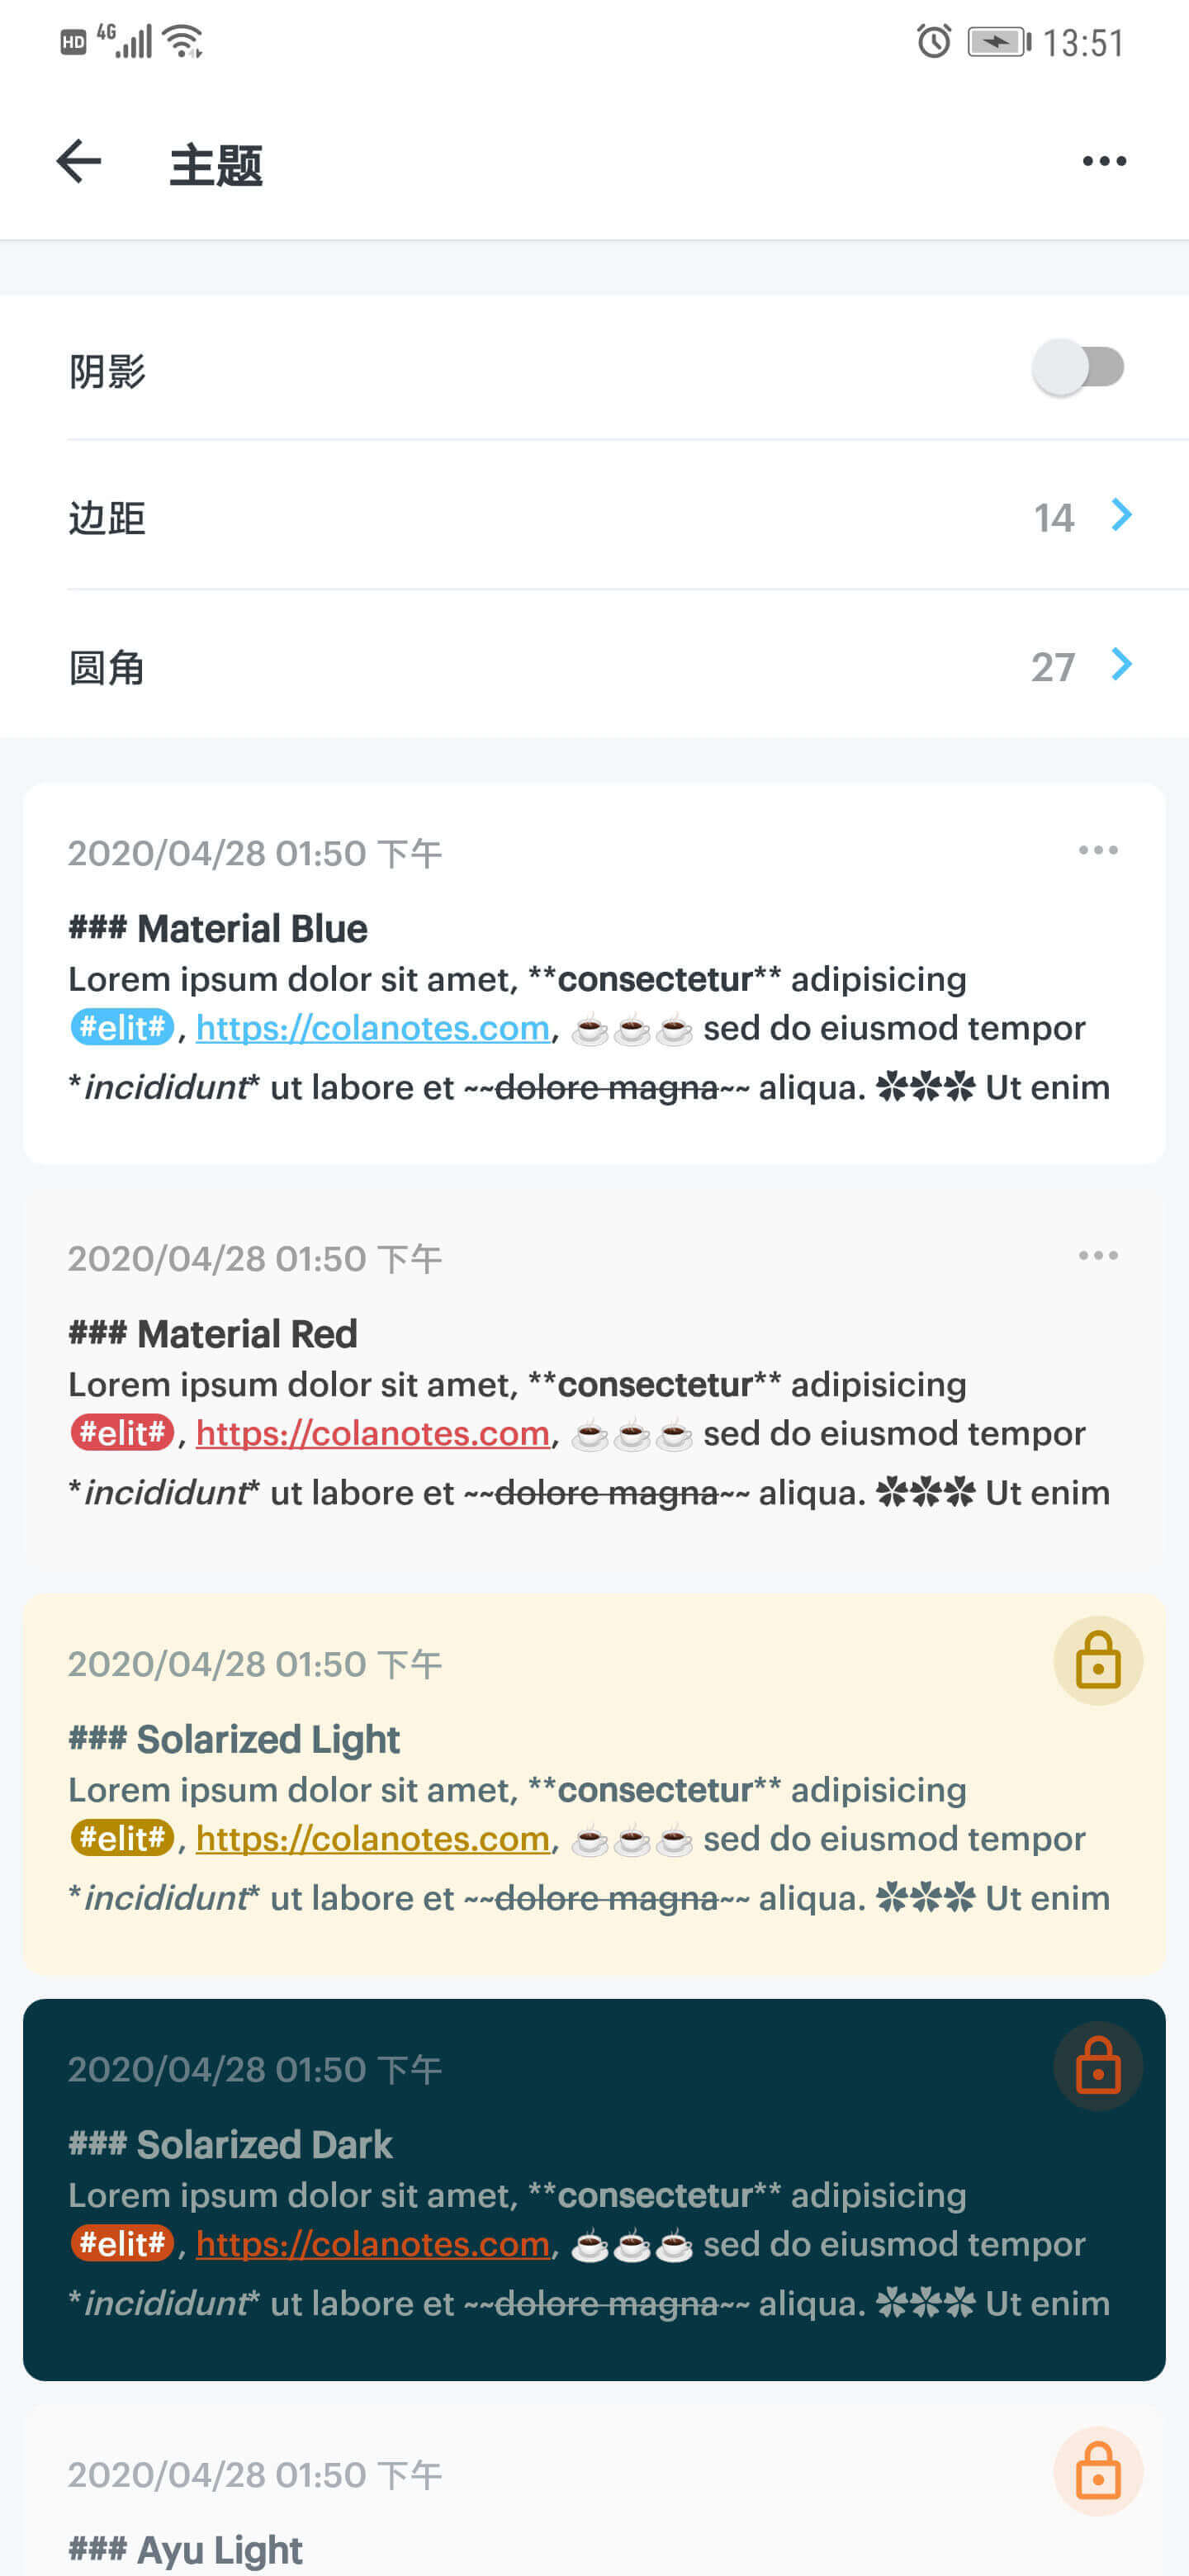 HD 4G 13:51
主题
阴影
边距 14
圆角 27
2020/04/28 01:50 下午
### Material Blue
Lorem ipsum dolor sit amet, **consectetur** adipisicing
#elit#, https://colanotes.com, ☕☕☕ sed do eiusmod tempor
*incididunt* ut labore et ~~dolore magna~~ aliqua. ✤✤✤ Ut enim
2020/04/28 01:50 下午
### Material Red
Lorem ipsum dolor sit amet, **consectetur** adipisicing
#elit#, https://colanotes.com, ☕☕☕ sed do eiusmod tempor
*incididunt* ut labore et ~~dolore magna~~ aliqua. ✤✤✤ Ut enim
2020/04/28 01:50 下午
### Solarized Light
Lorem ipsum dolor sit amet, **consectetur** adipisicing
#elit#, https://colanotes.com, ☕☕☕ sed do eiusmod tempor
*incididunt* ut labore et ~~dolore magna~~ aliqua. ✤✤✤ Ut enim
2020/04/28 01:50 下午
### Solarized Dark
Lorem ipsum dolor sit amet, **consectetur** adipisicing
#elit#, https://colanotes.com, ☕☕☕ sed do eiusmod tempor
*incididunt* ut labore et ~~dolore magna~~ aliqua. ✤✤✤ Ut enim
2020/04/28 01:50 下午
### Ayu Light